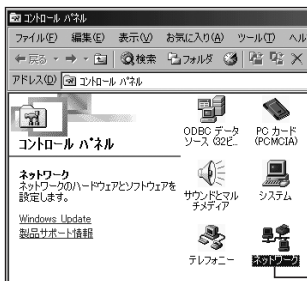 コントロール パネル
ファイル(F) 編集(E) 表示(V) お気に入り(A) ツール(T) ヘル
戻る 検索 フォルダ
アドレス(D) コントロール パネル
コントロール パネル
ネットワーク
ネットワークのハードウェアとソフトウェアを
設定します。
Windows Update
製品サポート情報
ODBC データ
ソース (32ビ...
PC カード
(PCMCIA)
サウンドとマル
チメディア
システム
テレフォニー
ネットワーク